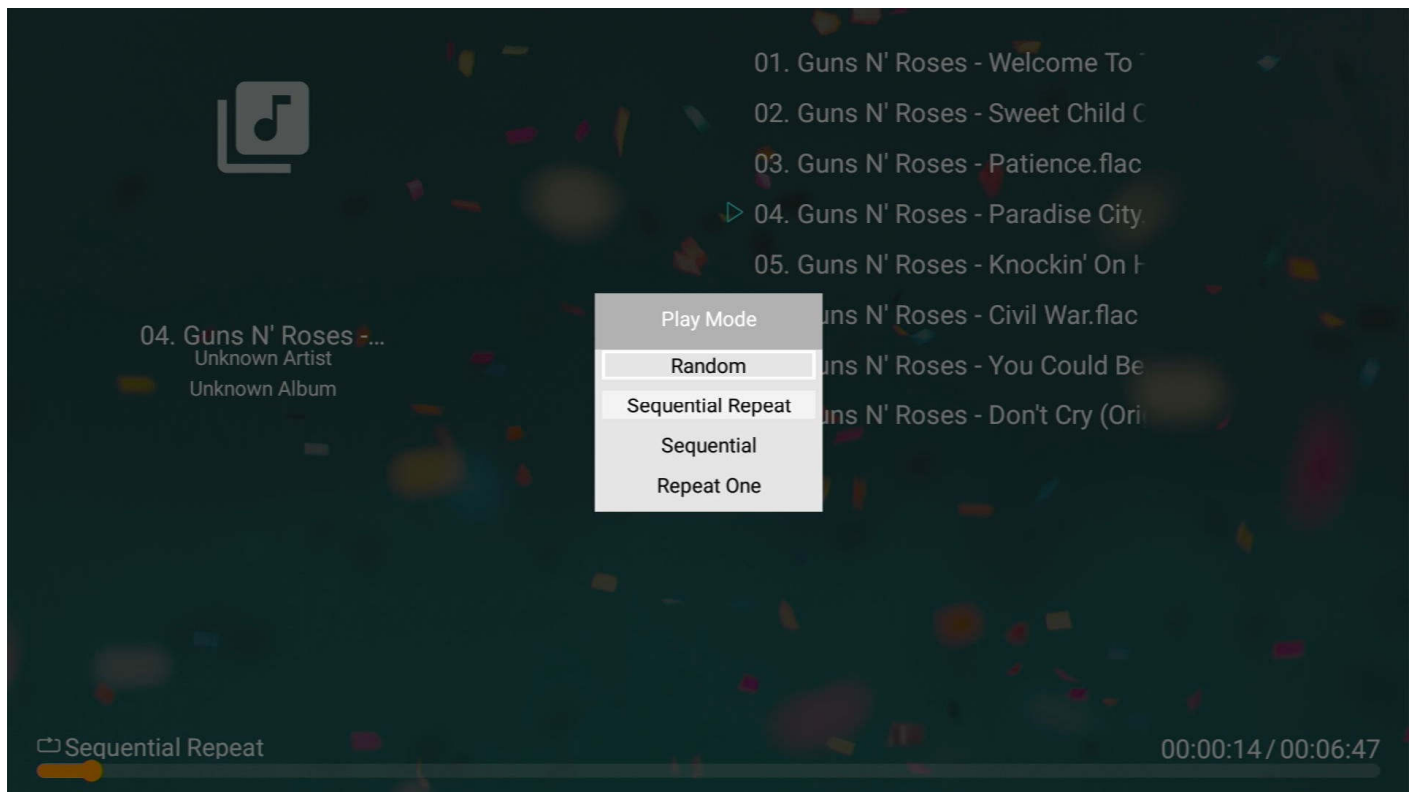 01. Guns N' Roses - Welcome To
02. Guns N' Roses - Sweet Child
03. Guns N' Roses - Patience.flac
04. Guns N' Roses - Paradise City
05. Guns N' Roses - Knockin' On
uns N' Roses - Civil War.flac
uns N' Roses - You Could Be
uns N' Roses - Don't Cry (Ori
04. Guns N' Roses -...
Unknown Artist
Unknown Album
Play Mode
Random
Sequential Repeat
Sequential
Repeat One
Sequential Repeat
00:00:14 / 00:06:47